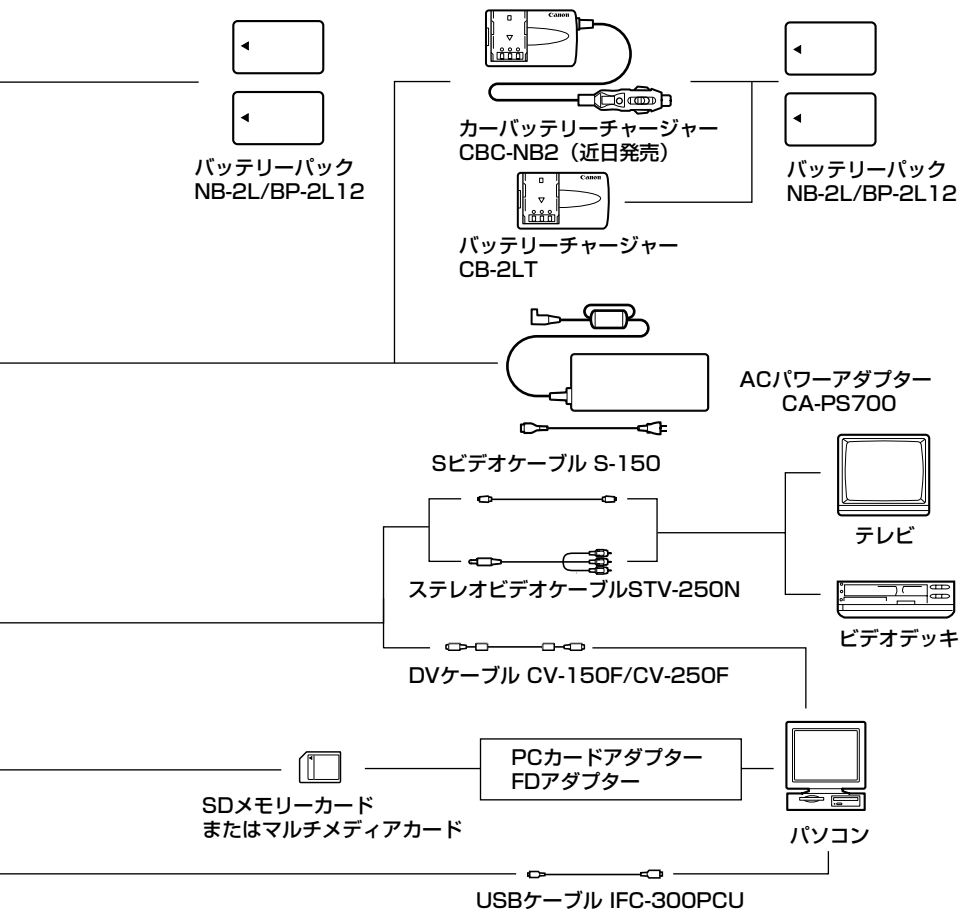 Canon
カーバッテリーチャージャー
CBC-NB2（近日発売）
バッテリーパック
NB-2L/BP-2L12
バッテリーパック
NB-2L/BP-2L12
Canon
バッテリーチャージャー
CB-2LT
ACパワーアダプター
CA-PS700
Sビデオケーブル S-150
テレビ
ステレオビデオケーブルSTV-250N
ビデオデッキ
DVケーブル CV-150F/CV-250F
PCカードアダプター
FDアダプター
SDメモリーカード
またはマルチメディアカード
パソコン
USBケーブル IFC-300PCU